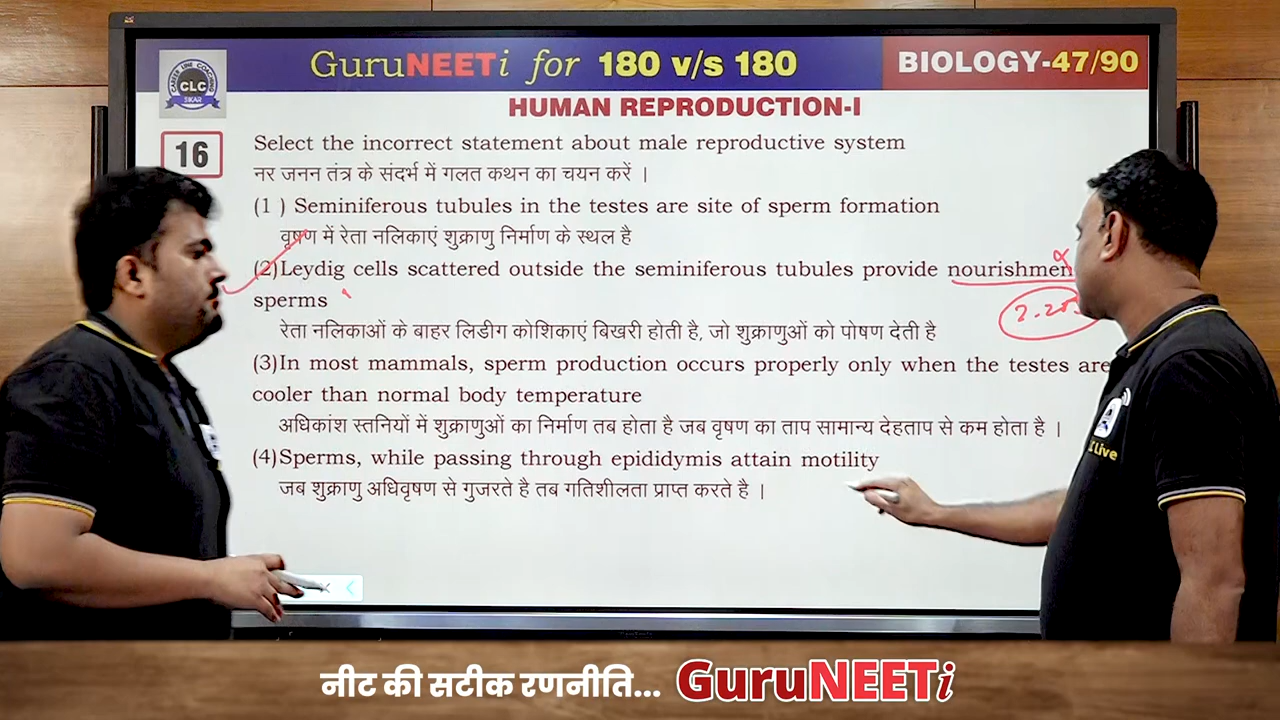 GuruNEETi for 180 v/s 180
BIOLOGY-47/90
CAREER LINE COACHING
CLC
SIKAR
HUMAN REPRODUCTION-I
16
Select the incorrect statement about male reproductive system
नर जनन तंत्र के संदर्भ में गलत कथन का चयन करें ।
(1 ) Seminiferous tubules in the testes are site of sperm formation
वृषण में रेता नलिकाएं शुक्राणु निर्माण के स्थल है
(2)Leydig cells scattered outside the seminiferous tubules provide
sperms
रेता नलिकाओं के बाहर लिडीग कोशिकाएं बिखरी होती है, जो शुक्राणुओं को पोषण देती है
(3)In most mammals, sperm production occurs properly only when the testes are
cooler than normal body temperature
अधिकांश स्तनियों में शुक्राणुओं का निर्माण तब होता है जब वृषण का ताप सामान्य देहताप से कम होता है ।
(4)Sperms, while passing through epididymis attain motility
जब शुक्राणु अधिवृषण से गुजरते है तब गतिशीलता प्राप्त करते है ।
Live
नीट की सटीक रणनीति... GuruNEETi